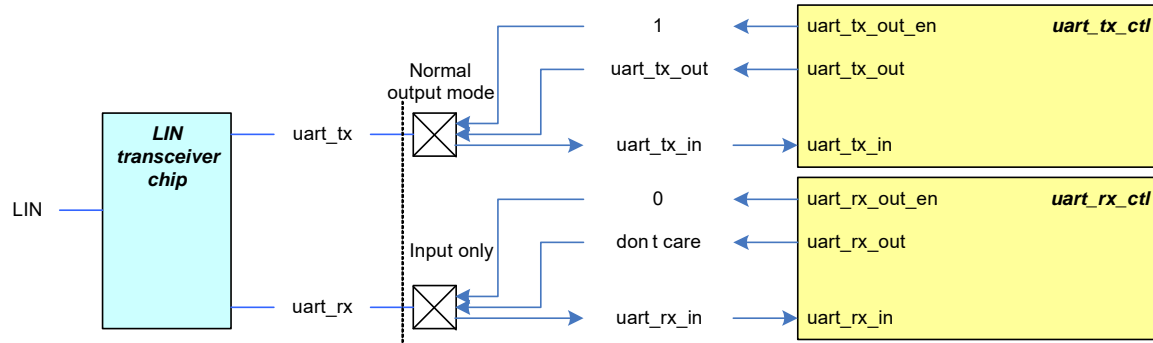 1
uart_tx_out_en
uart_tx_ctl
Normal
output mode
uart_tx_out
uart_tx_out
LIN
transceiver
chip
uart_tx
uart_tx_in
uart_tx_in
LIN
0
uart_rx_out_en
uart_rx_ctl
Input only
don t care
uart_rx_out
uart_rx
uart_rx_in
uart_rx_in